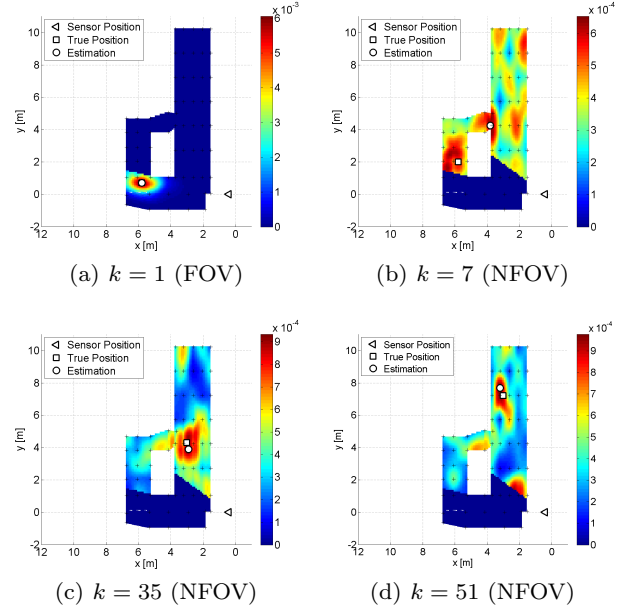 x 10⁻³
◁ Sensor Position
□ True Position
○ Estimation
y [m]
10
8
6
4
2
0
-2
12 10 8 6 4 2 0
x [m]
6
5
4
3
2
1
0
(a) k = 1 (FOV)
x 10⁻⁴
◁ Sensor Position
□ True Position
○ Estimation
y [m]
10
8
6
4
2
0
-2
12 10 8 6 4 2 0
x [m]
6
5
4
3
2
1
0
(b) k = 7 (NFOV)
x 10⁻⁴
◁ Sensor Position
□ True Position
○ Estimation
y [m]
10
8
6
4
2
0
-2
12 10 8 6 4 2 0
x [m]
9
8
7
6
5
4
3
2
1
0
(c) k = 35 (NFOV)
x 10⁻⁴
◁ Sensor Position
□ True Position
○ Estimation
y [m]
10
8
6
4
2
0
-2
12 10 8 6 4 2 0
x [m]
9
8
7
6
5
4
3
2
1
0
(d) k = 51 (NFOV)